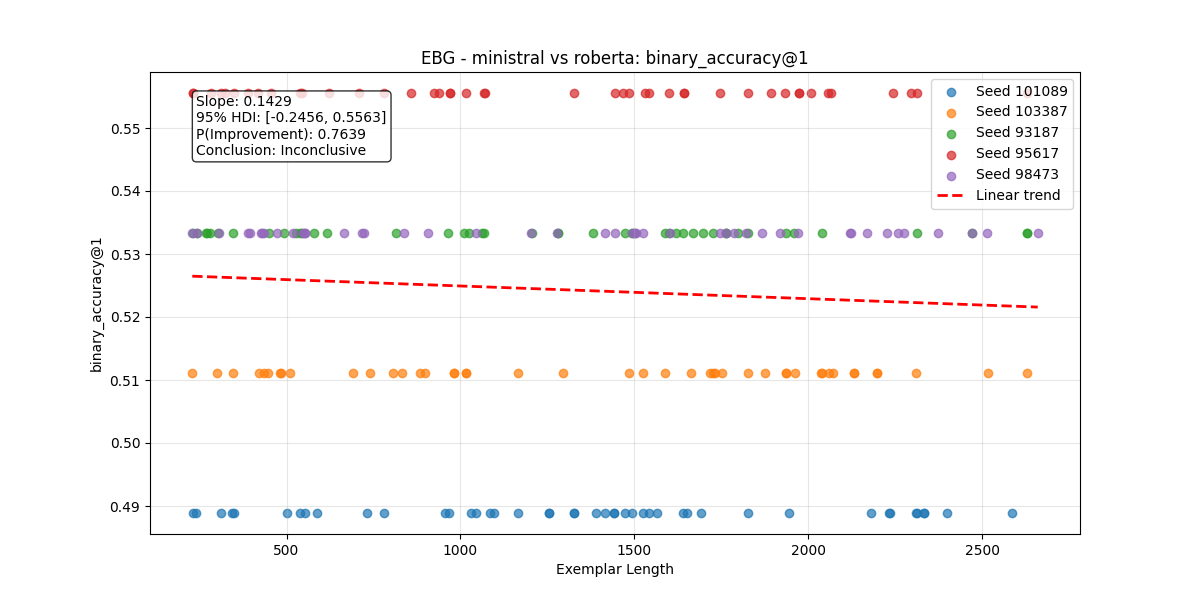 EBG - ministral vs roberta: binary_accuracy@1
Slope: 0.1429
95% HDI: [-0.2456, 0.5563]
P(Improvement): 0.7639
Conclusion: Inconclusive
Seed 101089
Seed 103387
Seed 93187
Seed 95617
Seed 98473
Linear trend
binary_accuracy@1
0.55
0.54
0.53
0.52
0.51
0.50
0.49
500
1000
1500
2000
2500
Exemplar Length